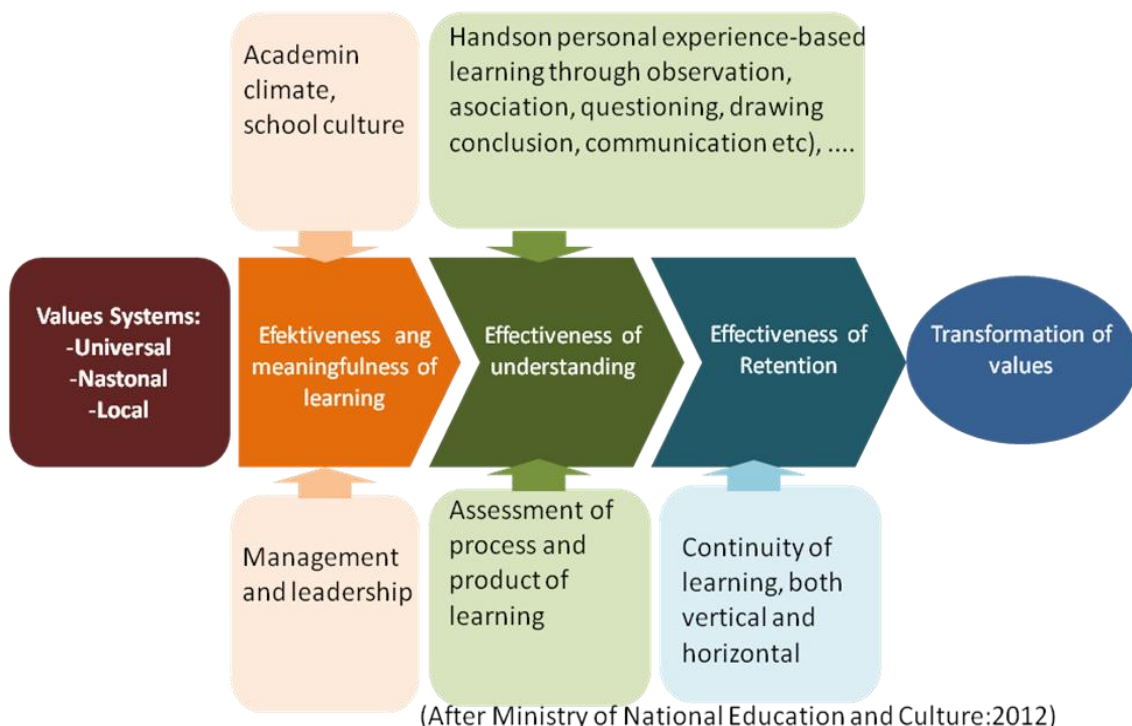 Academin
climate,
school culture
Handson personal experience-based
learning through observation,
asociation, questioning, drawing
conclusion, communication etc), ....
Values Systems:
-Universal
-Nastonal
-Local
Efektiveness ang
meaningfulness of
learning
Effectiveness of
understanding
Effectiveness of
Retention
Transformation of
values
Management
and leadership
Assessment of
process and
product of
learning
Continuity of
learning, both
vertical and
horizontal
(After Ministry of National Education and Culture:2012)